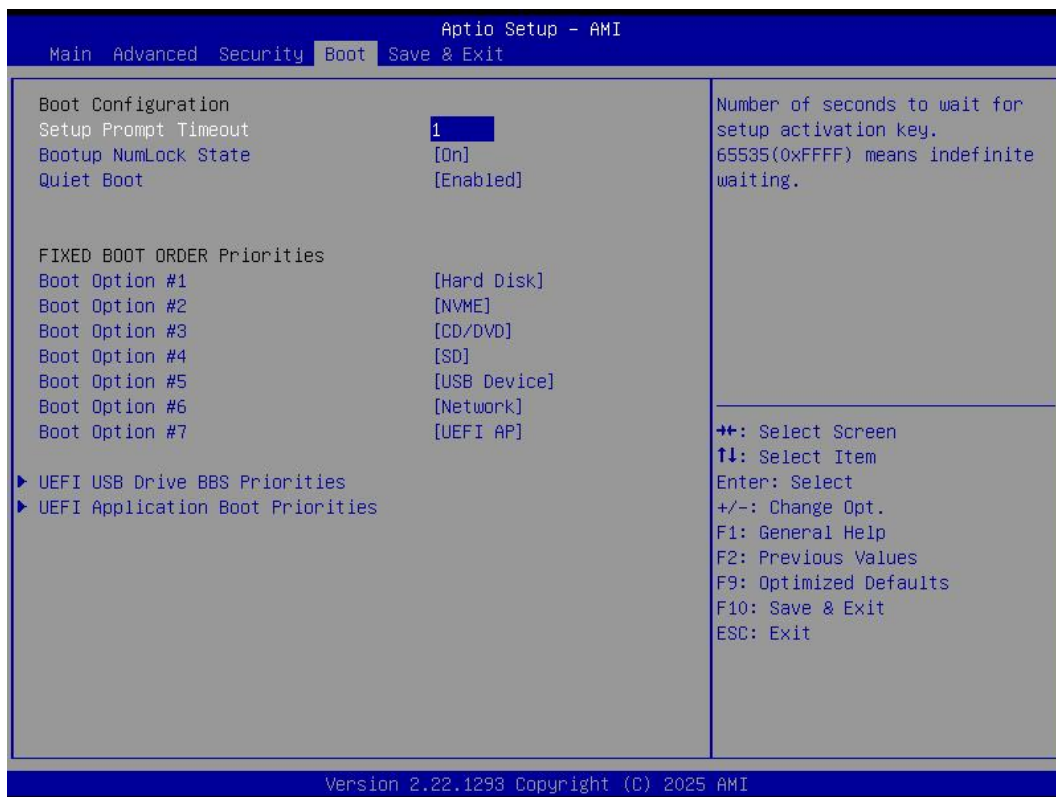 Aptio Setup – AMI
Main Advanced Security Boot Save & Exit
Boot Configuration
Setup Prompt Timeout 1
Bootup NumLock State [On]
Quiet Boot [Enabled]
FIXED BOOT ORDER Priorities
Boot Option #1 [Hard Disk]
Boot Option #2 [NVME]
Boot Option #3 [CD/DVD]
Boot Option #4 [SD]
Boot Option #5 [USB Device]
Boot Option #6 [Network]
Boot Option #7 [UEFI AP]
▶ UEFI USB Drive BBS Priorities
▶ UEFI Application Boot Priorities
Number of seconds to wait for
setup activation key.
65535(0xFFFF) means indefinite
waiting.
→←: Select Screen
↑↓: Select Item
Enter: Select
+/-: Change Opt.
F1: General Help
F2: Previous Values
F9: Optimized Defaults
F10: Save & Exit
ESC: Exit
Version 2.22.1293 Copyright (C) 2025 AMI